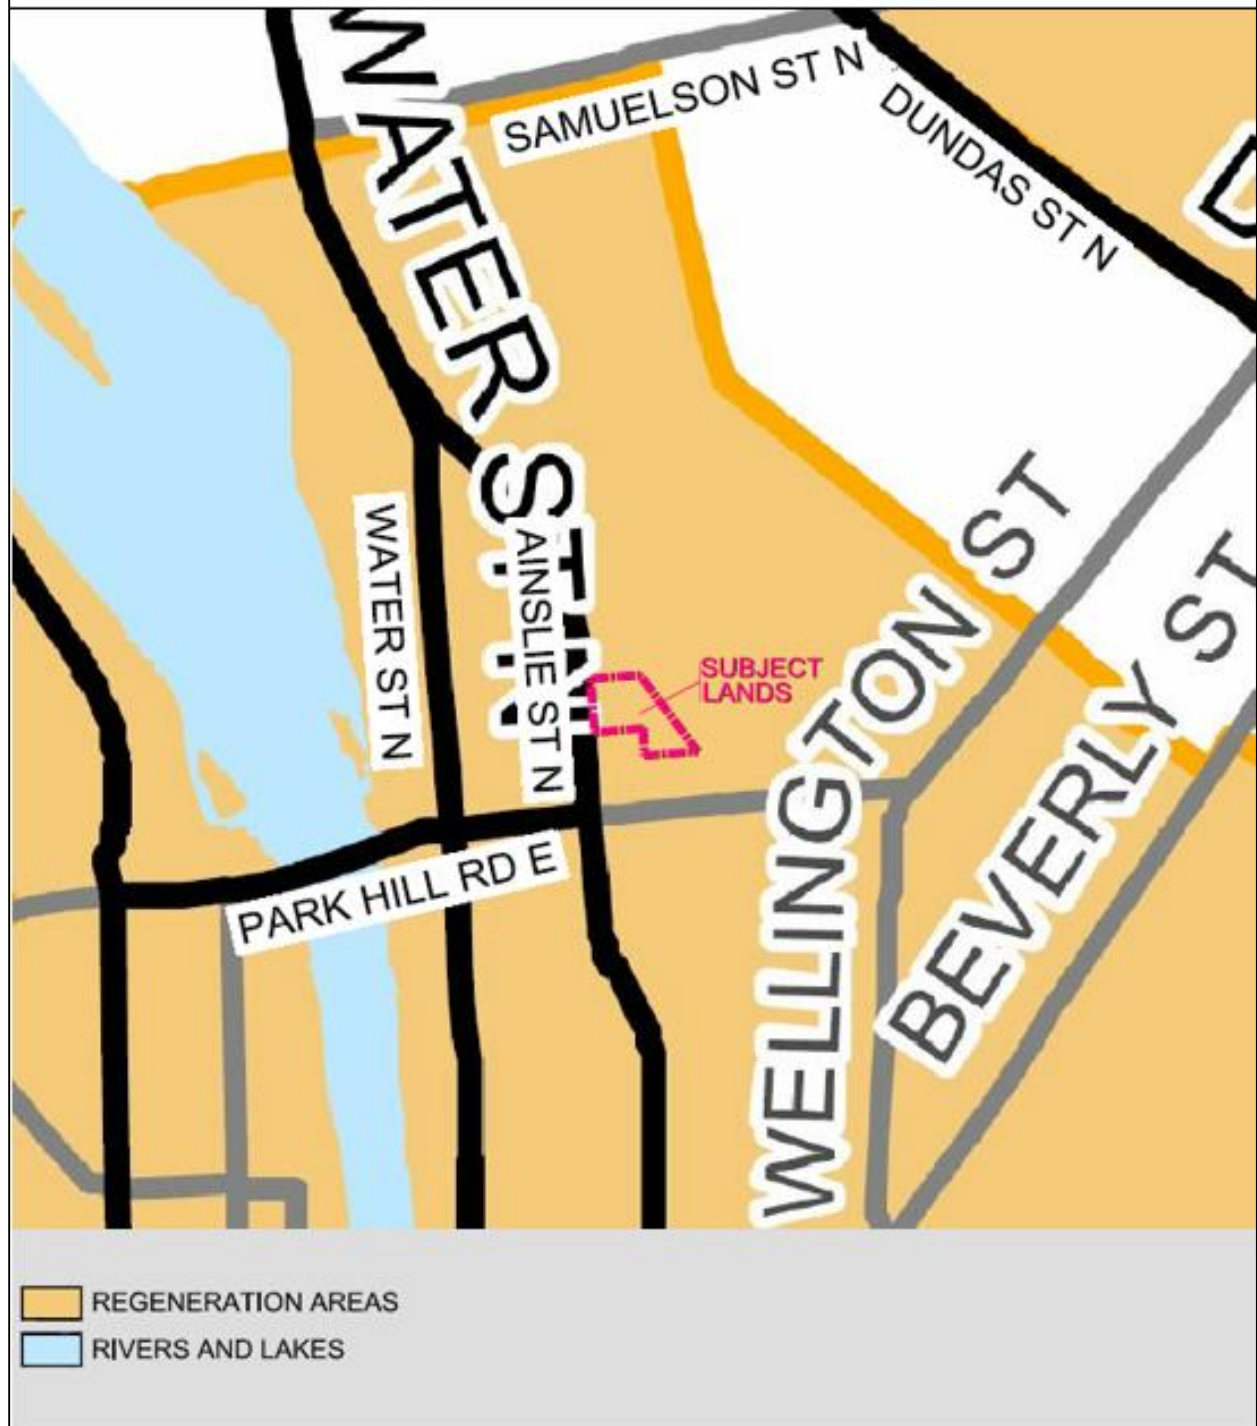 SAMUELSON ST N
DUNDAS ST N
WATER ST N
WATER ST N
AINSLIE ST N
SUBJECT
LANDS
WELLINGTON ST
BEVERLY ST
PARK HILL RD E
REGENERATION AREAS
RIVERS AND LAKES